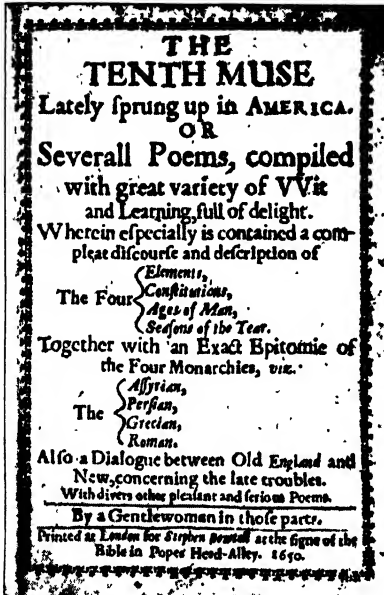 THE
TENTH MUSE
Lately ſprung up in AMERICA.
OR
Severall Poems, compiled
with great variety of VVit
and Learning, full of delight.
Wherein eſpecially is contained a com-
pleat diſcourſe and deſcription of
The Four
Elements,
Conſtitutions,
Ages of Man,
Seaſons of the Year.
Together with an Exact Epitomie of
the Four Monarchies, viz.
The
Aſſyrian,
Perſian,
Grecian,
Roman.
Alſo a Dialogue between Old England and
New, concerning the late troubles.
With divers other pleaſant and ſerious Poems.
By a Gentlewoman in thoſe parts.
Printed at London for Stephen Bowtell at the ſigne of the
Bible in Popes Head-Alley. 1650.